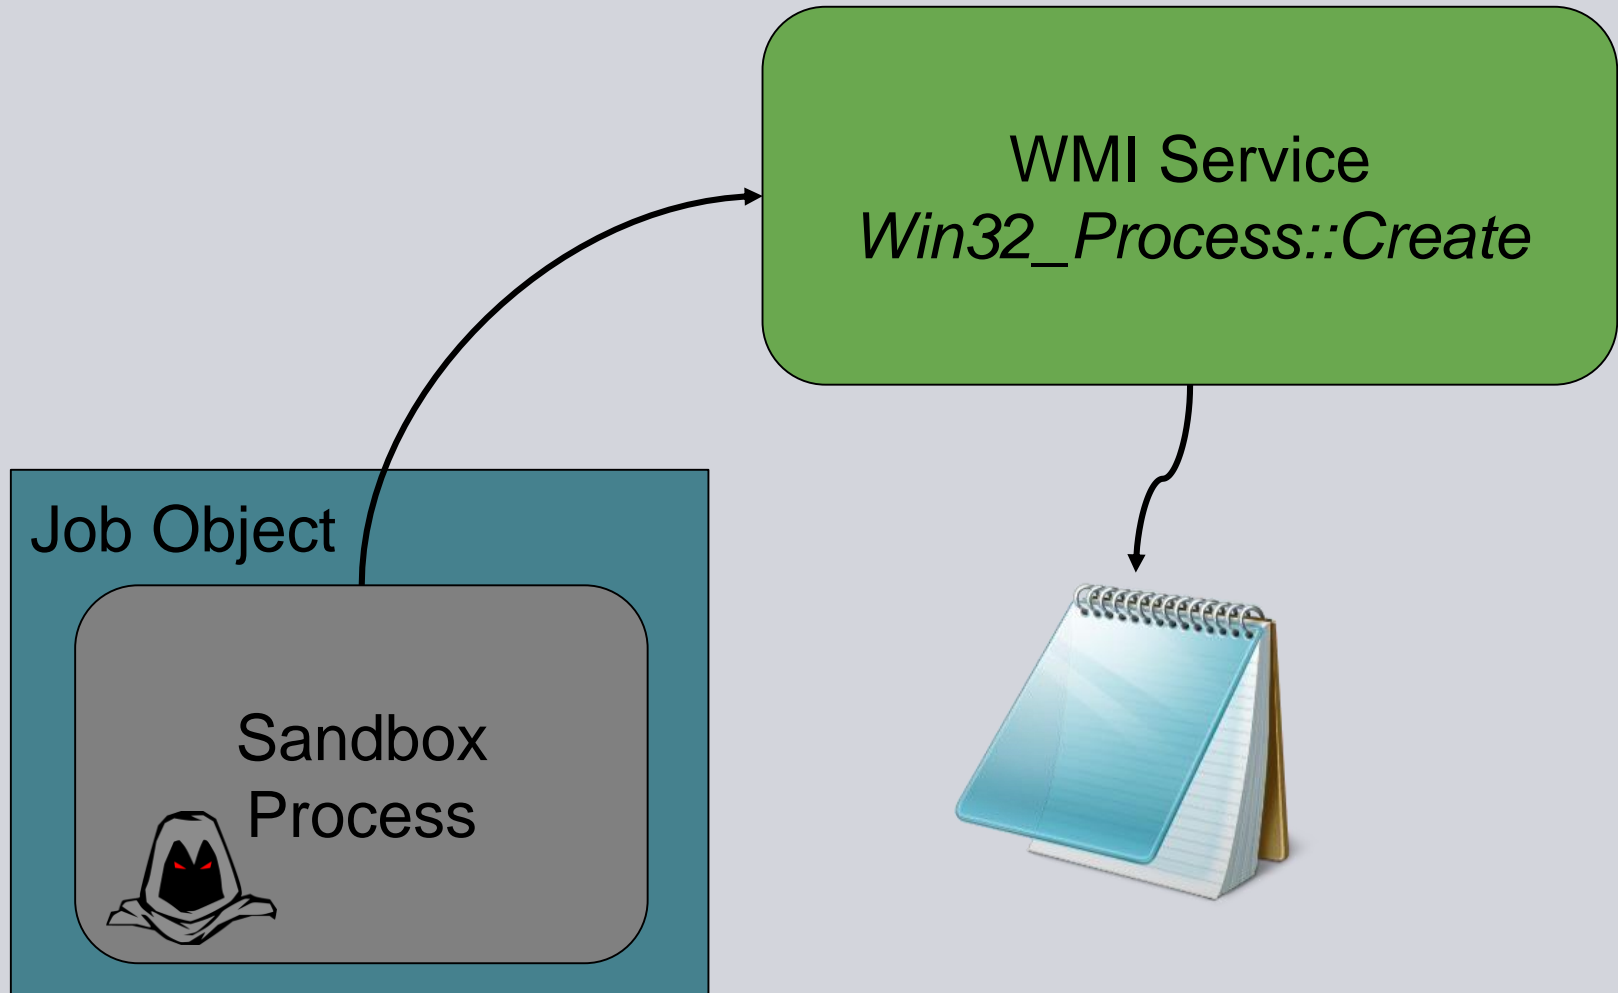 WMI Service
Win32_Process::Create
Job Object
Sandbox
Process